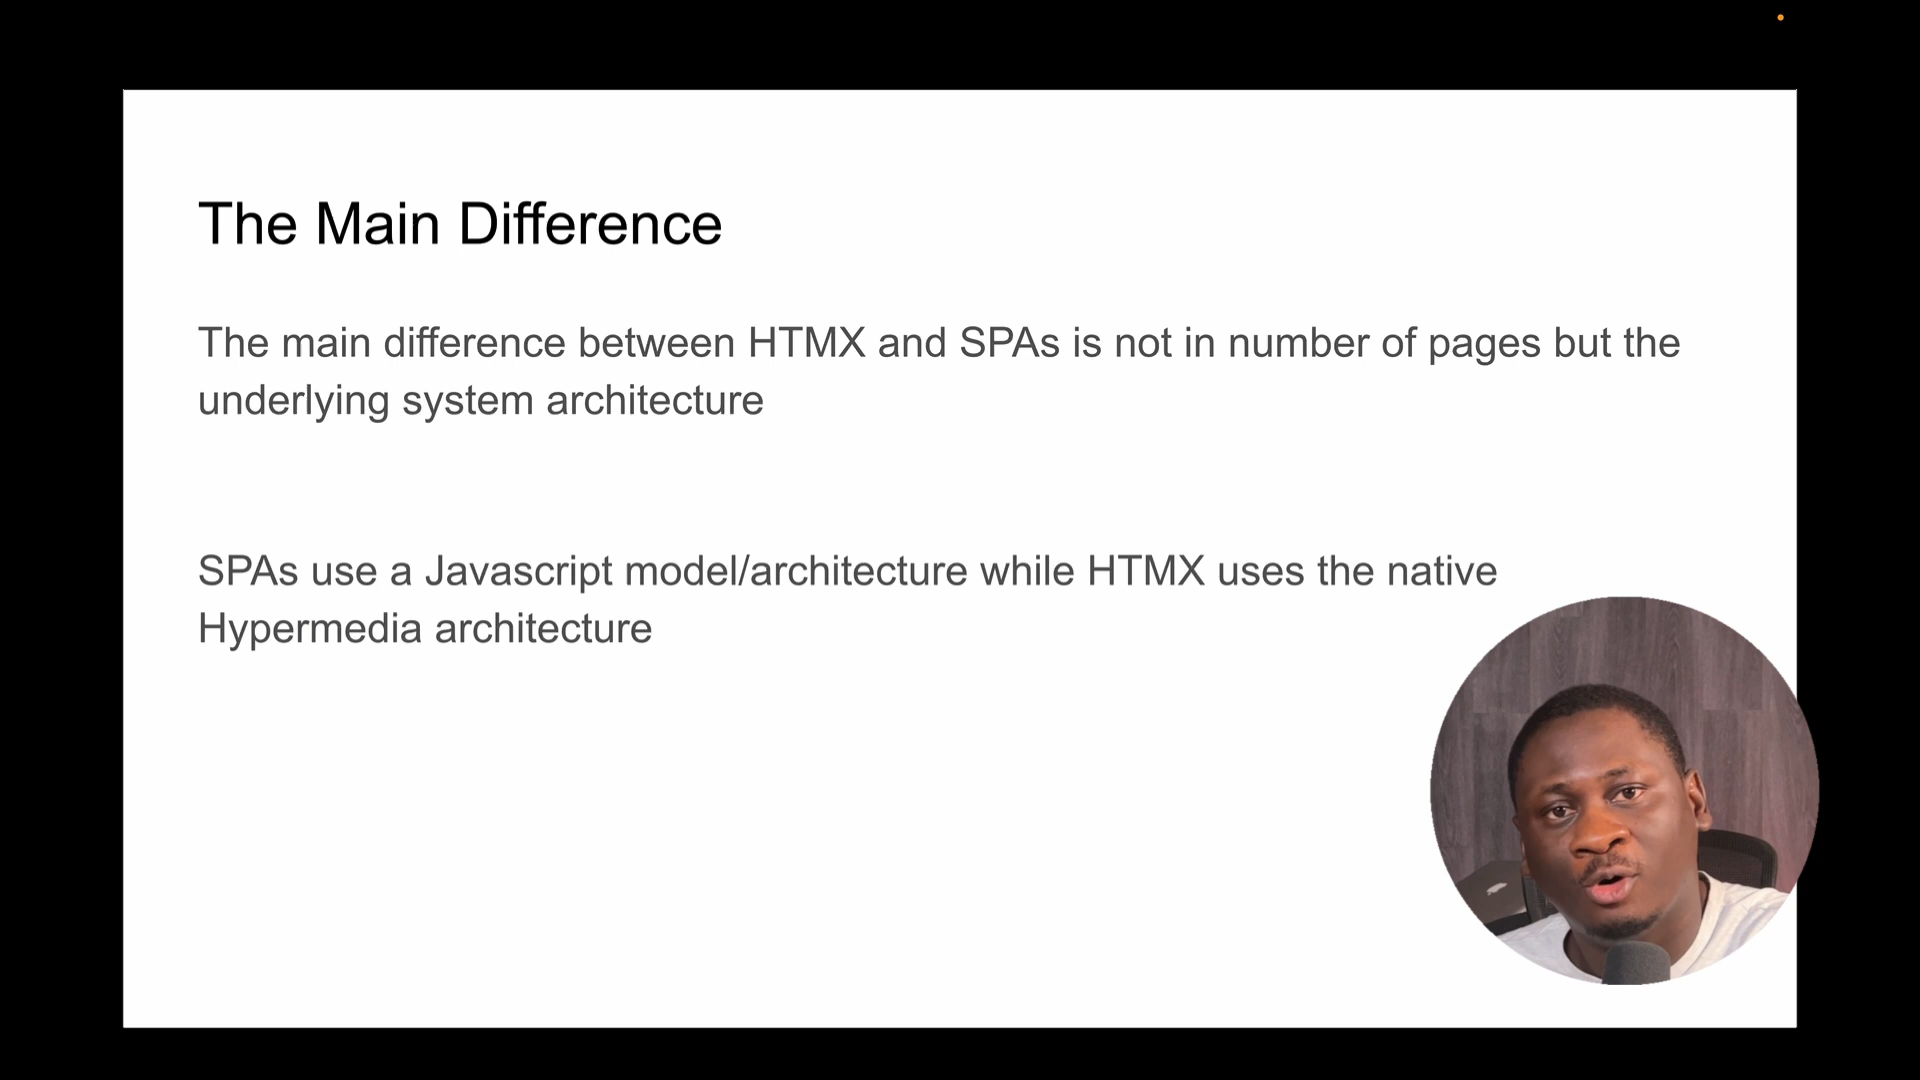 The Main Difference
The main difference between HTMX and SPAs is not in number of pages but the
underlying system architecture
SPAs use a Javascript model/architecture while HTMX uses the native
Hypermedia architecture